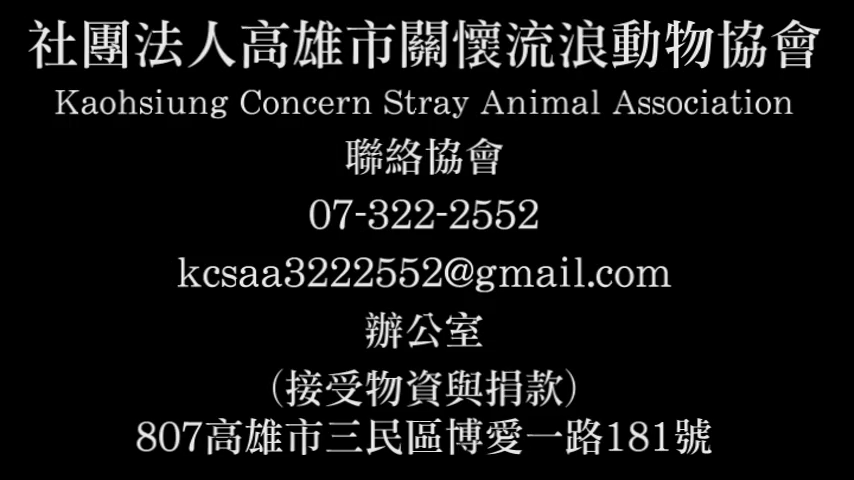 社團法人高雄市關懷流浪動物協會
Kaohsiung Concern Stray Animal Association
聯絡協會
07-322-2552
kcsaa3222552@gmail.com
辦公室
(接受物資與捐款)
807高雄市三民區博愛一路181號